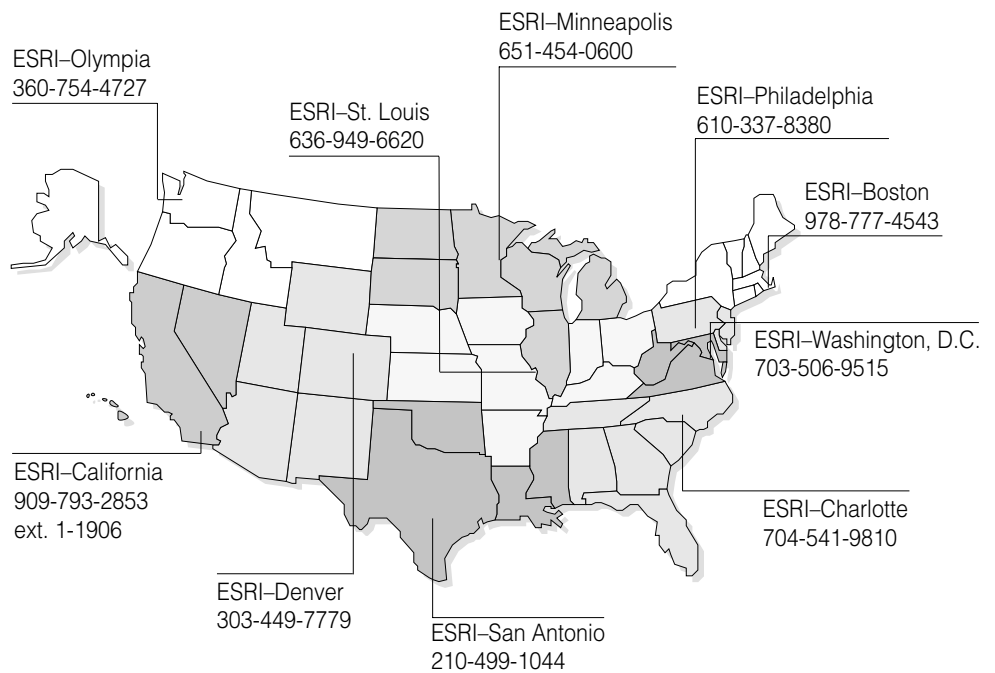 ESRI–Minneapolis
651-454-0600
ESRI–Olympia
360-754-4727
ESRI–St. Louis
636-949-6620
ESRI–Philadelphia
610-337-8380
ESRI–Boston
978-777-4543
ESRI–Washington, D.C.
703-506-9515
ESRI–California
909-793-2853
ext. 1-1906
ESRI–Charlotte
704-541-9810
ESRI–Denver
303-449-7779
ESRI–San Antonio
210-499-1044